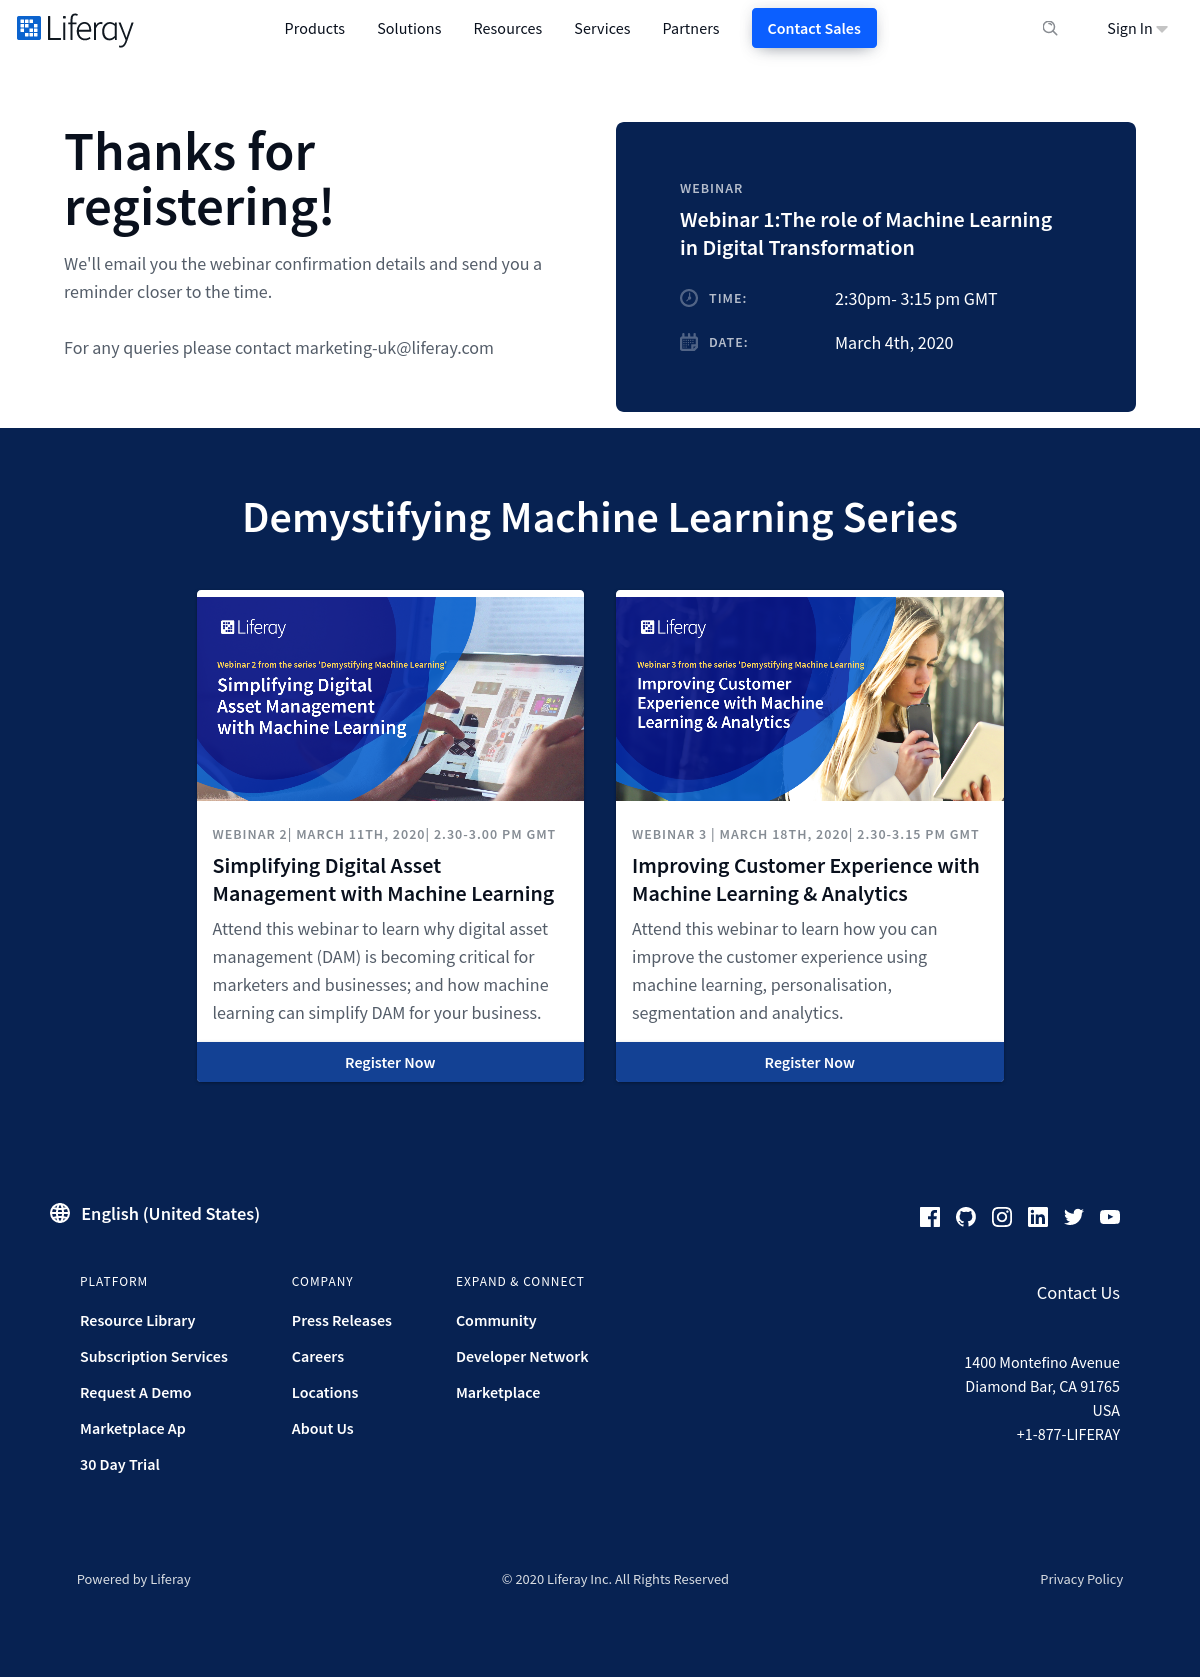 Liferay
Products
Solutions
Resources
Services
Partners
Contact Sales
Sign In
Thanks for
registering!
We'll email you the webinar confirmation details and send you a
reminder closer to the time.
For any queries please contact marketing-uk@liferay.com
WEBINAR
Webinar 1:The role of Machine Learning
in Digital Transformation
TIME:
2:30pm- 3:15 pm GMT
DATE:
March 4th, 2020
Demystifying Machine Learning Series
Liferay
Webinar 2 from the series 'Demystifying Machine Learning'
Simplifying Digital
Asset Management
with Machine Learning
WEBINAR 2| MARCH 11TH, 2020| 2.30-3.00 PM GMT
Simplifying Digital Asset
Management with Machine Learning
Attend this webinar to learn why digital asset
management (DAM) is becoming critical for
marketers and businesses; and how machine
learning can simplify DAM for your business.
Register Now
Liferay
Webinar 3 from the series 'Demystifying Machine Learning
Improving Customer
Experience with Machine
Learning & Analytics
WEBINAR 3 | MARCH 18TH, 2020| 2.30-3.15 PM GMT
Improving Customer Experience with
Machine Learning & Analytics
Attend this webinar to learn how you can
improve the customer experience using
machine learning, personalisation,
segmentation and analytics.
Register Now
English (United States)
PLATFORM
Resource Library
Subscription Services
Request A Demo
Marketplace Ap
30 Day Trial
COMPANY
Press Releases
Careers
Locations
About Us
EXPAND & CONNECT
Community
Developer Network
Marketplace
Contact Us
1400 Montefino Avenue
Diamond Bar, CA 91765
USA
+1-877-LIFERAY
Powered by Liferay
© 2020 Liferay Inc. All Rights Reserved
Privacy Policy